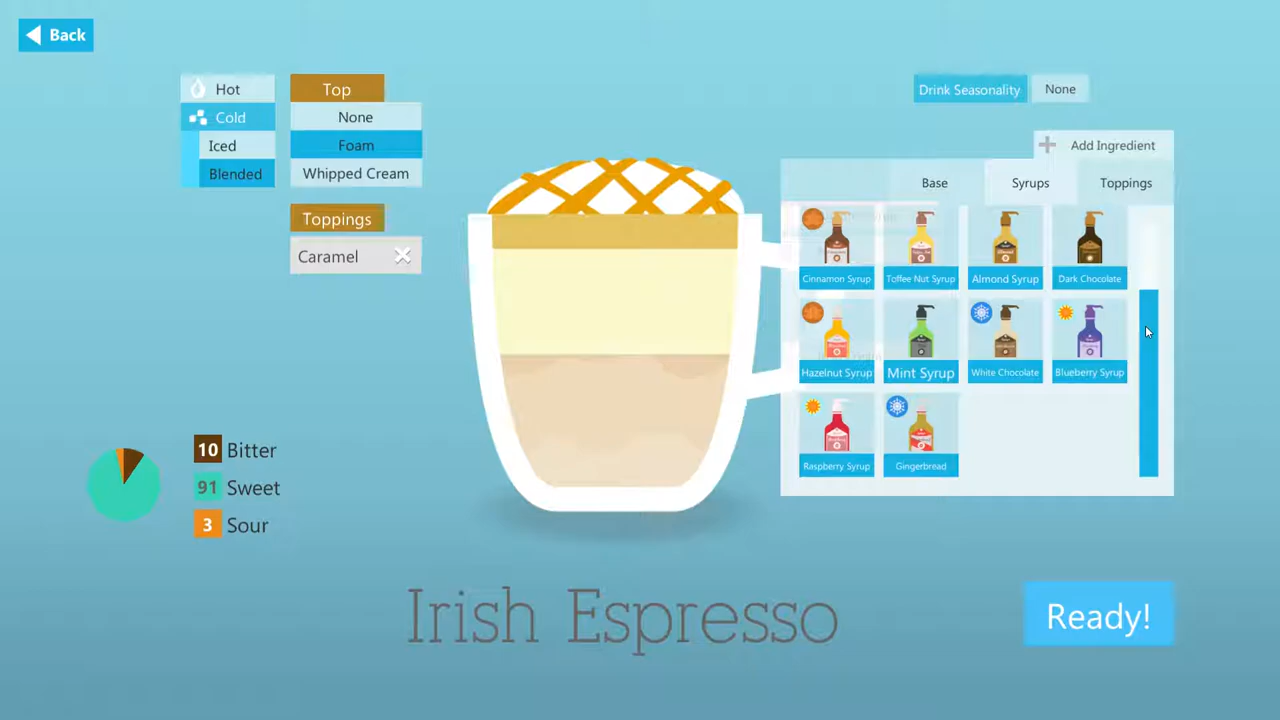 Back
Hot
Cold
Iced
Blended
Top
None
Foam
Whipped Cream
Toppings
Caramel
Drink Seasonality
None
Add Ingredient
Base
Syrups
Toppings
Cinnamon Syrup
Toffee Nut Syrup
Almond Syrup
Dark Chocolate
Hazelnut Syrup
Mint Syrup
White Chocolate
Blueberry Syrup
Raspberry Syrup
Gingerbread
10 Bitter
91 Sweet
3 Sour
Irish Espresso
Ready!